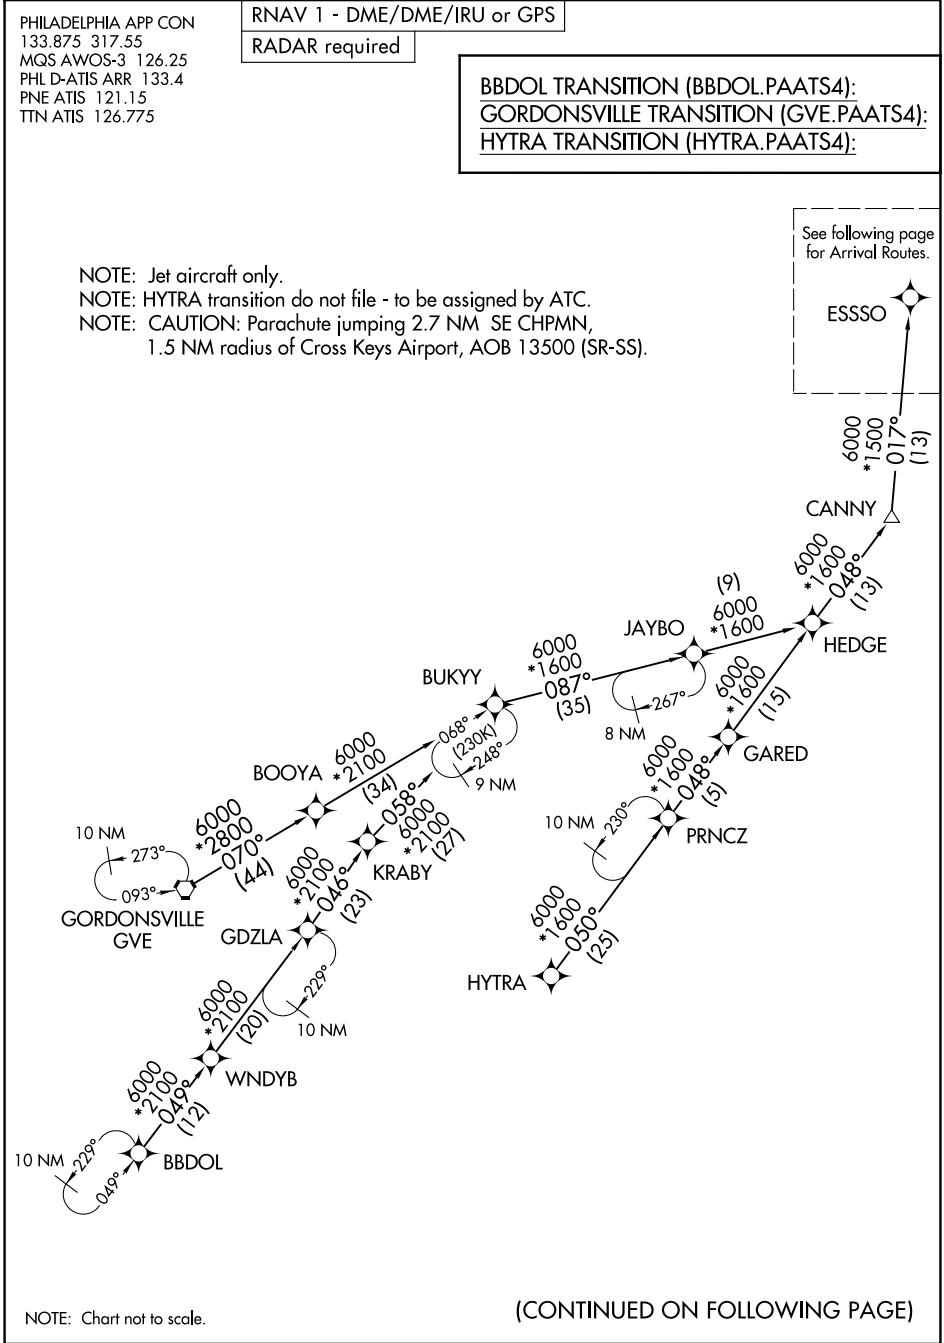 PHILADELPHIA APP CON
133.875 317.55
MQS AWOS-3 126.25
PHL D-ATIS ARR 133.4
PNE ATIS 121.15
TTN ATIS 126.775
RNAV 1 - DME/DME/IRU or GPS
RADAR required
BBDOL TRANSITION (BBDOL.PAATS4):
GORDONSVILLE TRANSITION (GVE.PAATS4):
HYTRA TRANSITION (HYTRA.PAATS4):
See following page
for Arrival Routes.
NOTE: Jet aircraft only.
NOTE: HYTRA transition do not file - to be assigned by ATC.
NOTE: CAUTION: Parachute jumping 2.7 NM SE CHPMN,
1.5 NM radius of Cross Keys Airport, AOB 13500 (SR-SS).
ESSSO
6000
*1500
017°
(13)
CANNY
6000
*1600
048°
(13)
HEDGE
(9)
6000
*1600
JAYBO
267°
8 NM
6000
*1600
087°
(35)
BUKYY
068°
(230K)
248°
9 NM
6000
*1600
(15)
GARED
6000
*1600
048°
(5)
PRNCZ
10 NM
230°
6000
*1600
050°
(25)
HYTRA
BOOYA
6000
*2100
(34)
058°
6000
*2100
(27)
KRABY
6000
*2800
070°
(44)
10 NM
273°
093°
GORDONSVILLE
GVE
6000
*2100
046°
(23)
GDZLA
229°
10 NM
6000
*2100
(20)
WNDYB
6000
*2100
049°
(12)
BBDOL
10 NM
229°
049°
NOTE: Chart not to scale.
(CONTINUED ON FOLLOWING PAGE)